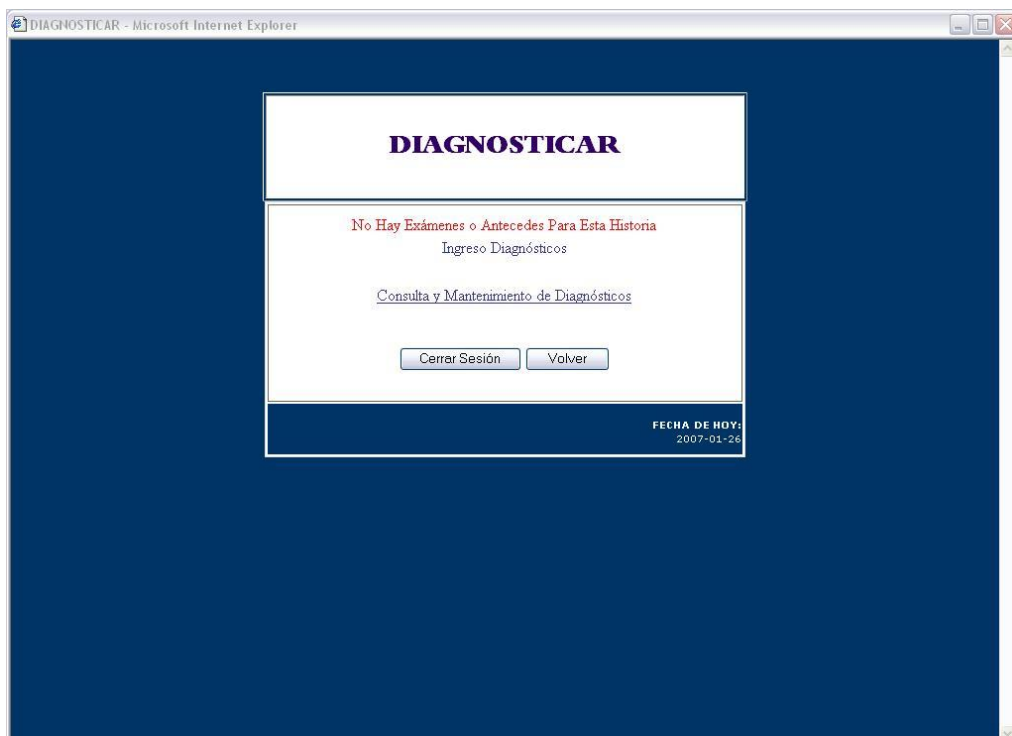 DIAGNOSTICAR - Microsoft Internet Explorer
DIAGNOSTICAR
No Hay Exámenes o Antecedes Para Esta Historia
Ingreso Diagnósticos
Consulta y Mantenimiento de Diagnósticos
Cerrar Sesión Volver
FECHA DE HOY:
2007-01-26